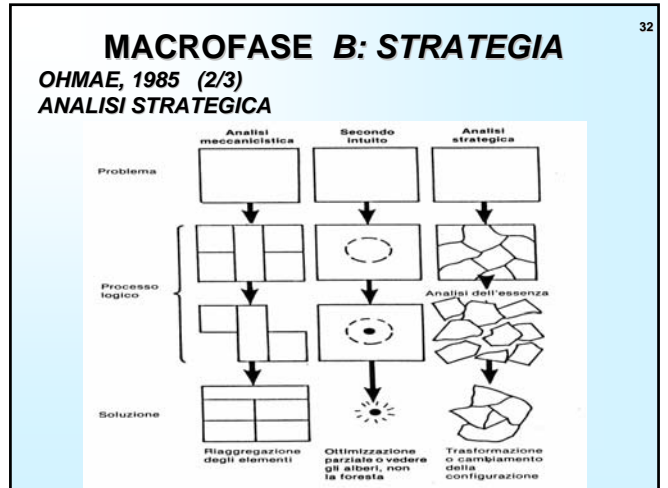 32
MACROFASE B: STRATEGIA
OHMAE, 1985 (2/3)
ANALISI STRATEGICA
Analisi
meccanicistica
Secondo
intuito
Analisi
strategica
Problema
Processo
logico
Analisi dell'essenza
Soluzione
Riaggregazione
degli elementi
Ottimizzazione
parziale o vedere
gli alberi, non
la foresta
Trasformazione
o cambiamento
della
configurazione